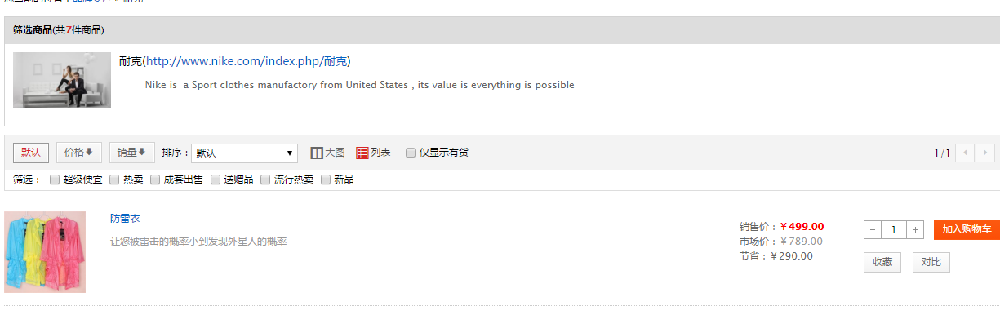 筛选商品(共7件商品)
耐克(http://www.nike.com/index.php/耐克)
Nike is a Sport clothes manufactory from United States , its value is everything is possible
默认 价格 销量 排序：默认 大图 列表 仅显示有货 1/1
筛选： 超级便宜 热卖 成套出售 送赠品 流行热卖 新品
防雷衣
让您被雷击的概率小到发现外星人的概率
销售价：￥499.00
市场价：￥789.00
节省：￥290.00
− 1 + 加入购物车
收藏 对比